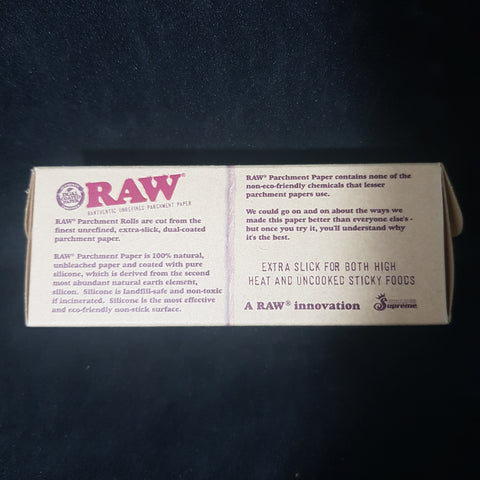 RAW®
RAWTHENTIC UNREFINED PARCHMENT PAPER
RAW® Parchment Rolls are cut from the
finest unrefined, extra-slick, dual-coated
parchment paper.
RAW® Parchment Paper is 100% natural,
unbleached paper and coated with pure
silicone, which is derived from the second
most abundant natural earth element,
silicon. Silicone is landfill-safe and non-toxic
if incinerated. Silicone is the most effective
and eco-friendly non-stick surface.
RAW® Parchment Paper contains none of the
non-eco-friendly chemicals that lesser
parchment papers use.
We could go on and about the ways we
made this paper better than everyone else's -
but once you try it, you'll understand why
it's the best.
EXTRA SLICK FOR BOTH HIGH
HEAT AND UNCOOKED STICKY FOODS
A RAW® innovation
Supreme